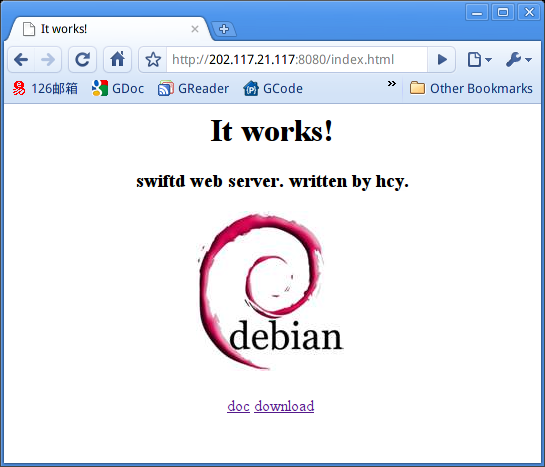 It works!
http://202.117.21.117:8080/index.html
126邮箱 GDoc GReader GCode » Other Bookmarks
It works!
swiftd web server. written by hcy.
debian
doc download